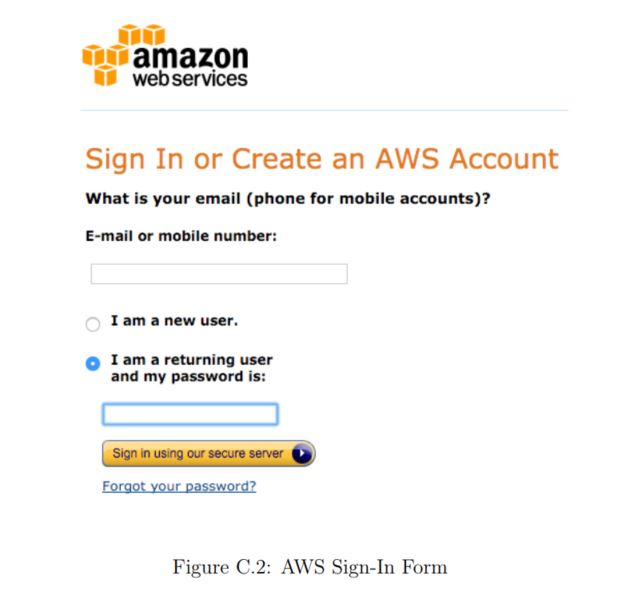 amazon
webservices
Sign In or Create an AWS Account
What is your email (phone for mobile accounts)?
E-mail or mobile number:
I am a new user.
I am a returning user
and my password is:
Sign in using our secure server
Forgot your password?
Figure C.2: AWS Sign-In Form